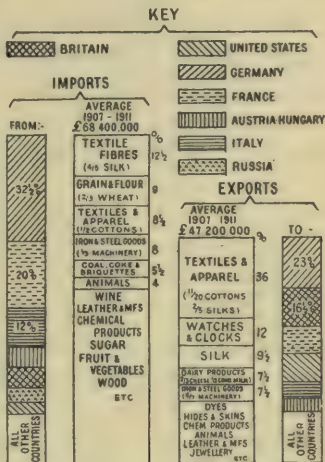 KEY
BRITAIN
UNITED STATES
GERMANY
FRANCE
AUSTRIA-HUNGARY
ITALY
RUSSIA
IMPORTS
AVERAGE
1907 - 1911
£68 400.000
FROM:-
%
TEXTILE
FIBRES
(4/5 SILK)
12½
GRAIN & FLOUR
(2/3 WHEAT)
9
TEXTILES &
APPAREL
(1/2 COTTONS)
8½
IRON & STEEL GOODS
(1/3 MACHINERY)
8
COAL, COKE &
BRIQUETTES
5½
ANIMALS
4
WINE
LEATHER & MFS
CHEMICAL
PRODUCTS
SUGAR
FRUIT &
VEGETABLES
WOOD
ETC
32½%
20%
12%
ALL
OTHER
COUNTRIES
EXPORTS
AVERAGE
1907 1911
£47 200 000
%
TO -
TEXTILES &
APPAREL
(11/20 COTTONS
2/5 SILKS)
36
WATCHES
& CLOCKS
12
SILK
9½
DAIRY PRODUCTS
7½
IRON & STEEL GOODS
MACHINERY)
7½
DYES
HIDES & SKINS
CHEM PRODUCTS
ANIMALS
LEATHER & MFS
JEWELLERY
ETC
23%
16½%
ALL
OTHER
COUNTRIES